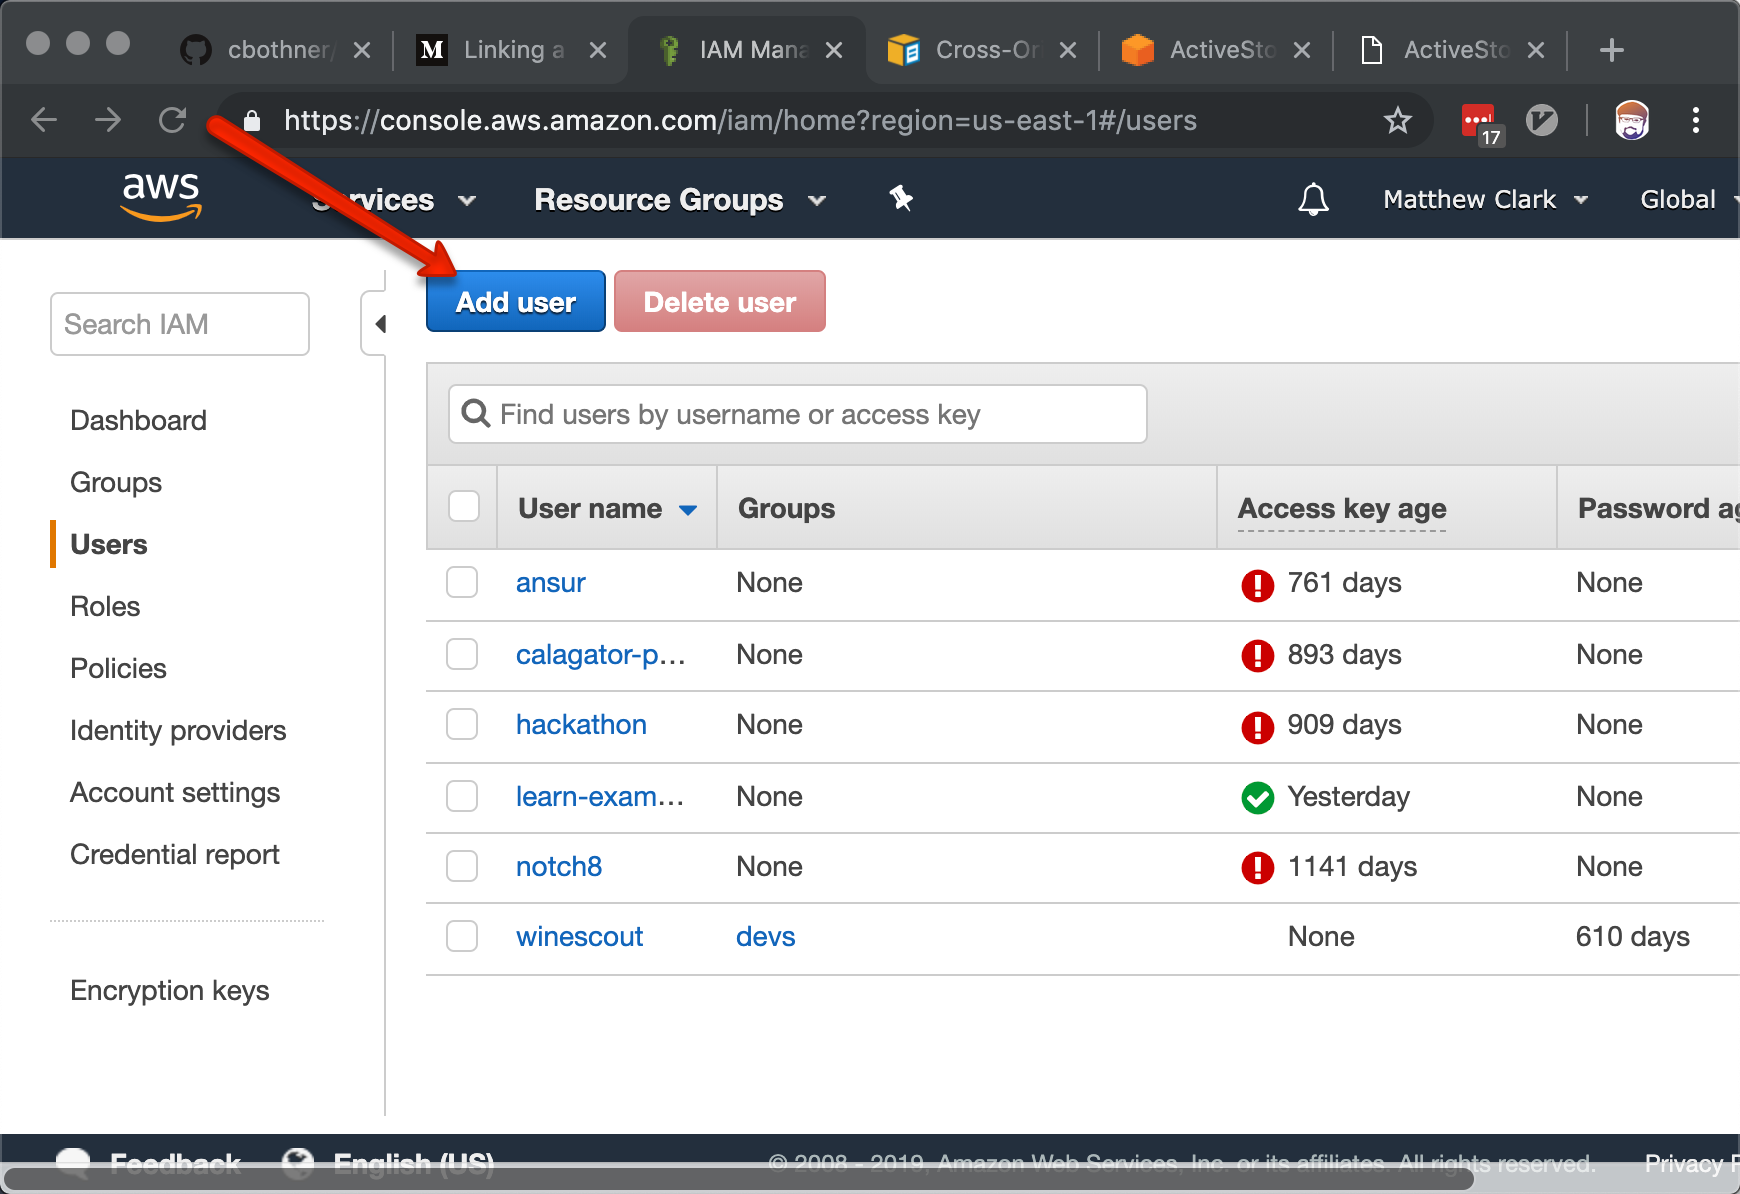 cbothner/
M Linking a
IAM Mana
Cross-Or
ActiveSto
ActiveSto
https://console.aws.amazon.com/iam/home?region=us-east-1#/users
17
aws
Services
Resource Groups
Matthew Clark
Global
Search IAM
Add user
Delete user
Dashboard
Groups
Users
Roles
Policies
Identity providers
Account settings
Credential report
Encryption keys
Find users by username or access key
User name Groups Access key age Password ag
ansur None 761 days None
calagator-p... None 893 days None
hackathon None 909 days None
learn-exam... None Yesterday None
notch8 None 1141 days None
winescout devs None 610 days
Feedback English (US) © 2008 - 2019, Amazon Web Services, Inc. or its affiliates. All rights reserved. Privacy P